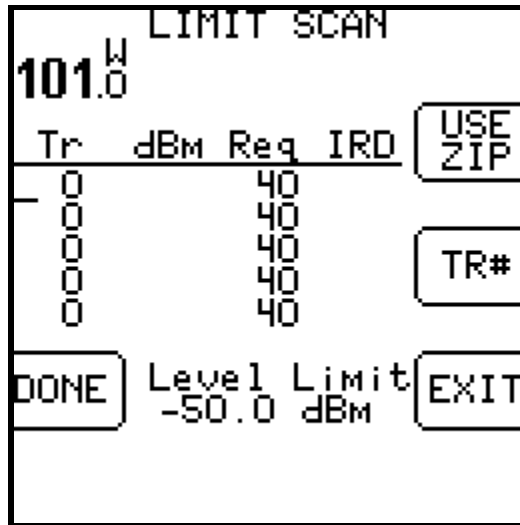 LIMIT SCAN
101.0 W
Tr dBm Req IRD
USE
ZIP
0 40
0 40
0 40
0 40
0 40
TR#
DONE
Level Limit
-50.0 dBm
EXIT